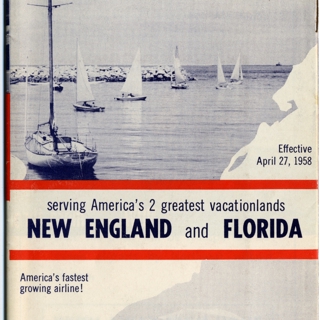 Effective
April 27, 1958
serving America's 2 greatest vacationlands
NEW ENGLAND and FLORIDA
America's fastest
growing airline!